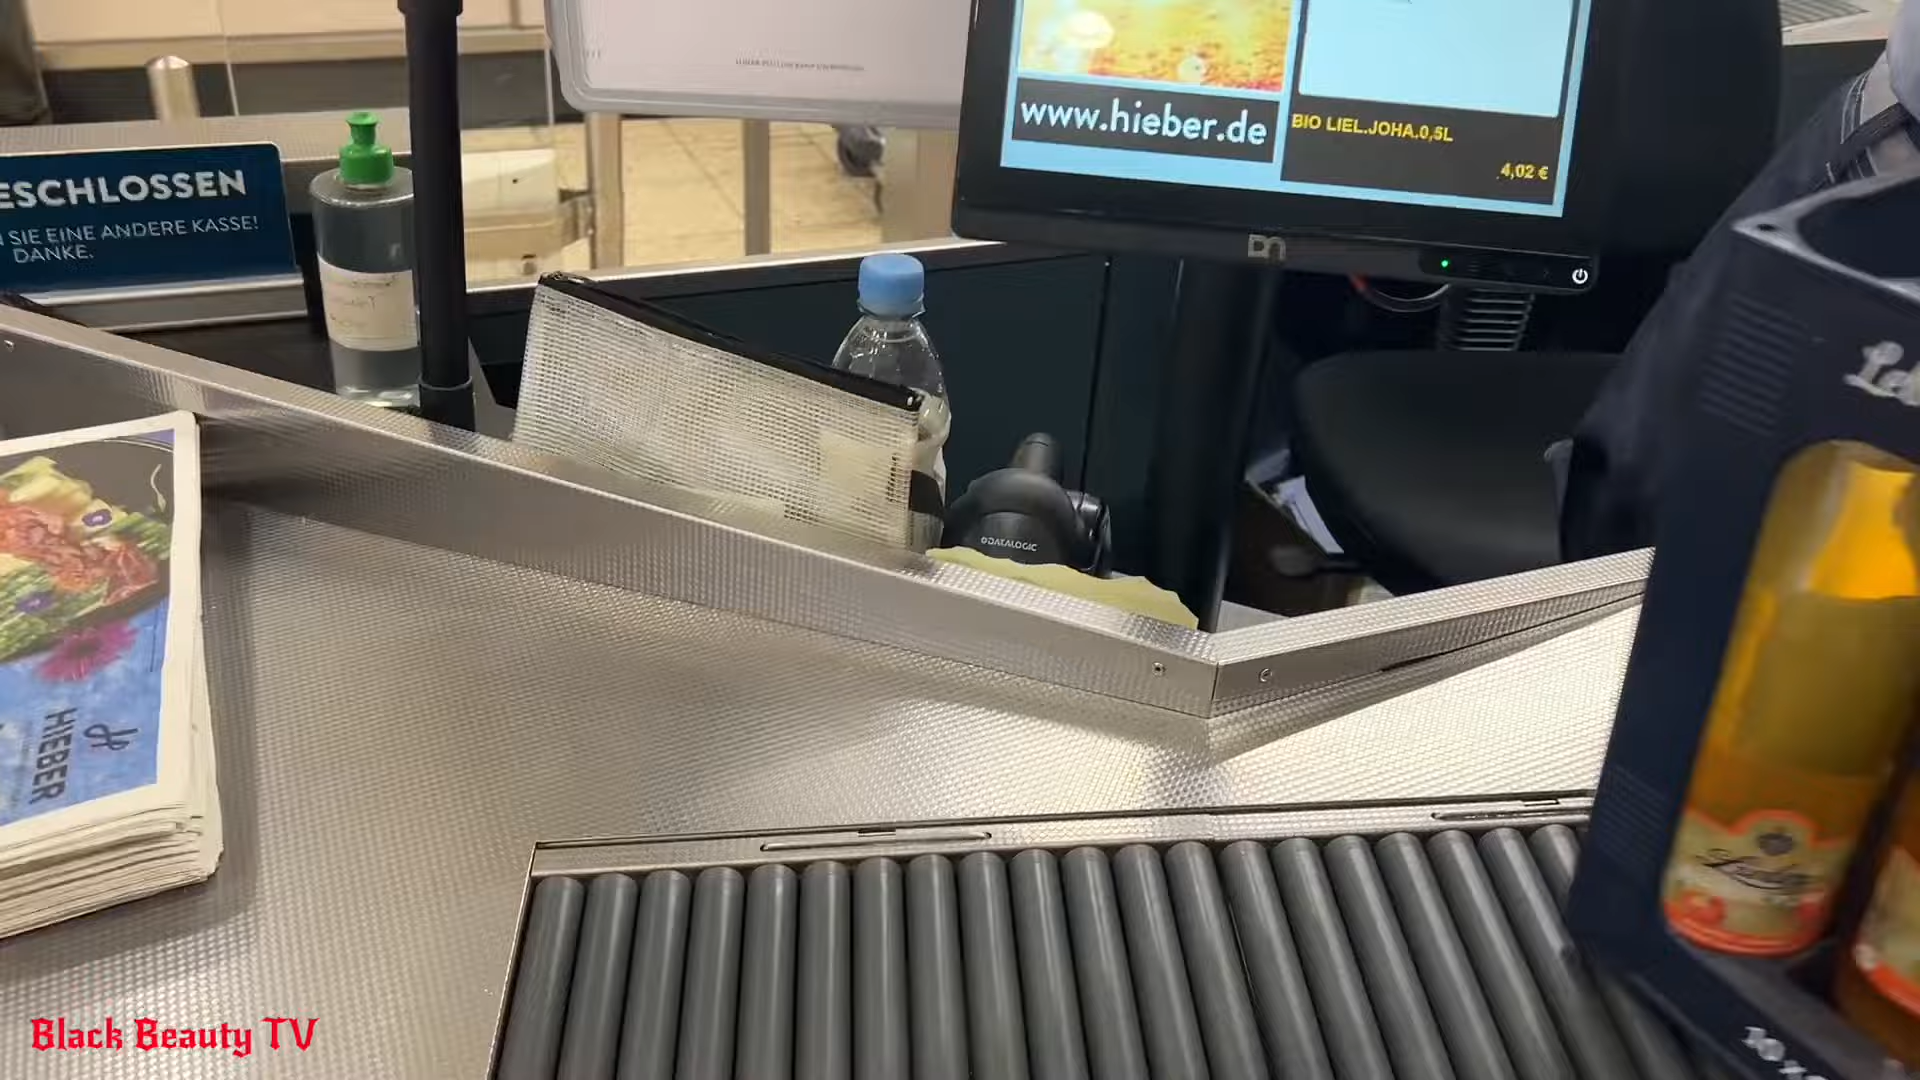 ESCHLOSSEN
SIE EINE ANDERE KASSE!
DANKE.
www.hieber.de
BIO LIEL.JOHA.0,5L
4,02 €
DATALOGIC
HIEBER
Black Beauty TV